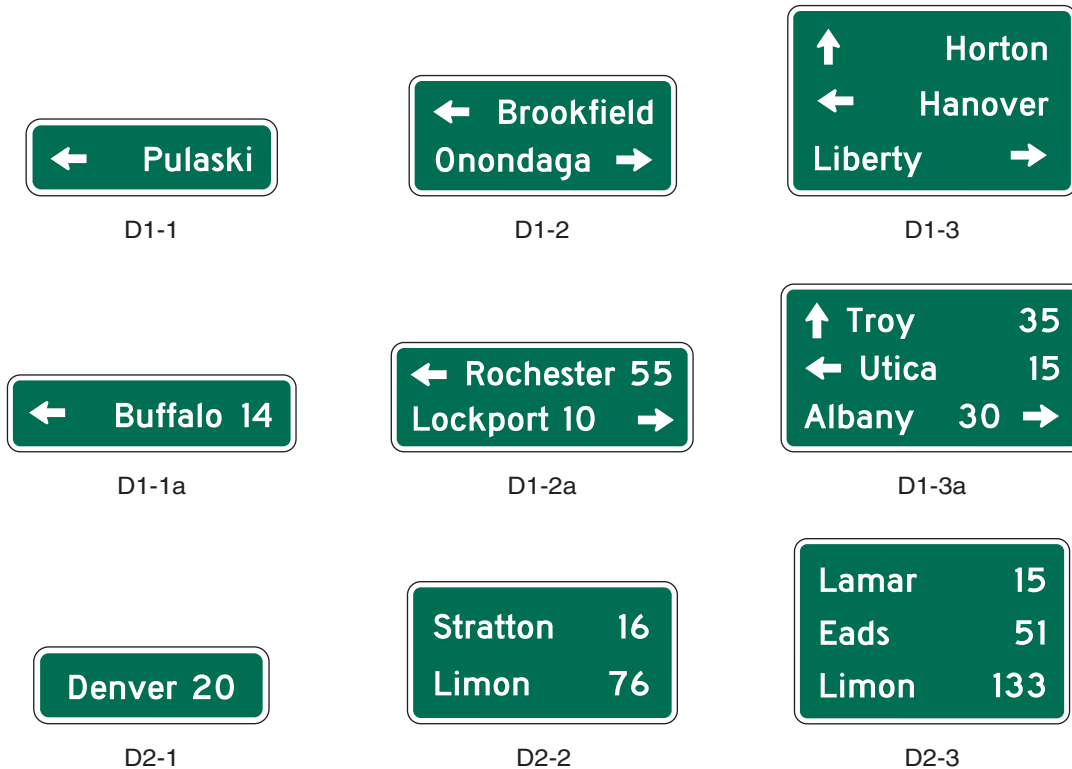 Pulaski
D1-1
Brookfield
Onondaga
D1-2
Horton
Hanover
Liberty
D1-3
Buffalo 14
D1-1a
Rochester 55
Lockport 10
D1-2a
Troy 35
Utica 15
Albany 30
D1-3a
Denver 20
D2-1
Stratton 16
Limon 76
D2-2
Lamar 15
Eads 51
Limon 133
D2-3